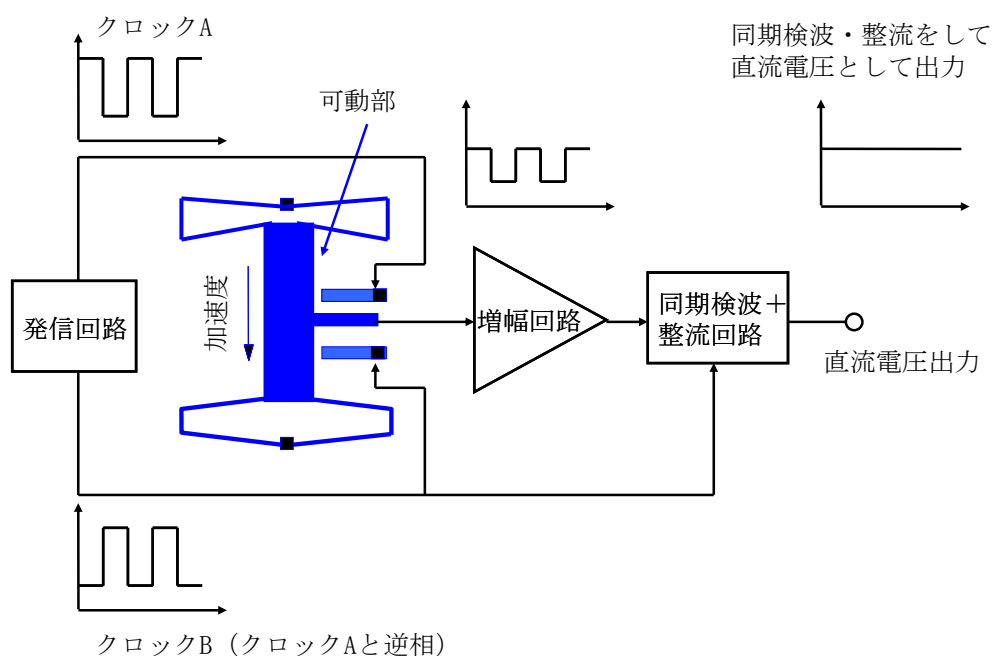 クロックA
同期検波・整流をして
直流電圧として出力
可動部
加速度
発信回路
増幅回路
同期検波＋
整流回路
直流電圧出力
クロックB（クロックAと逆相）